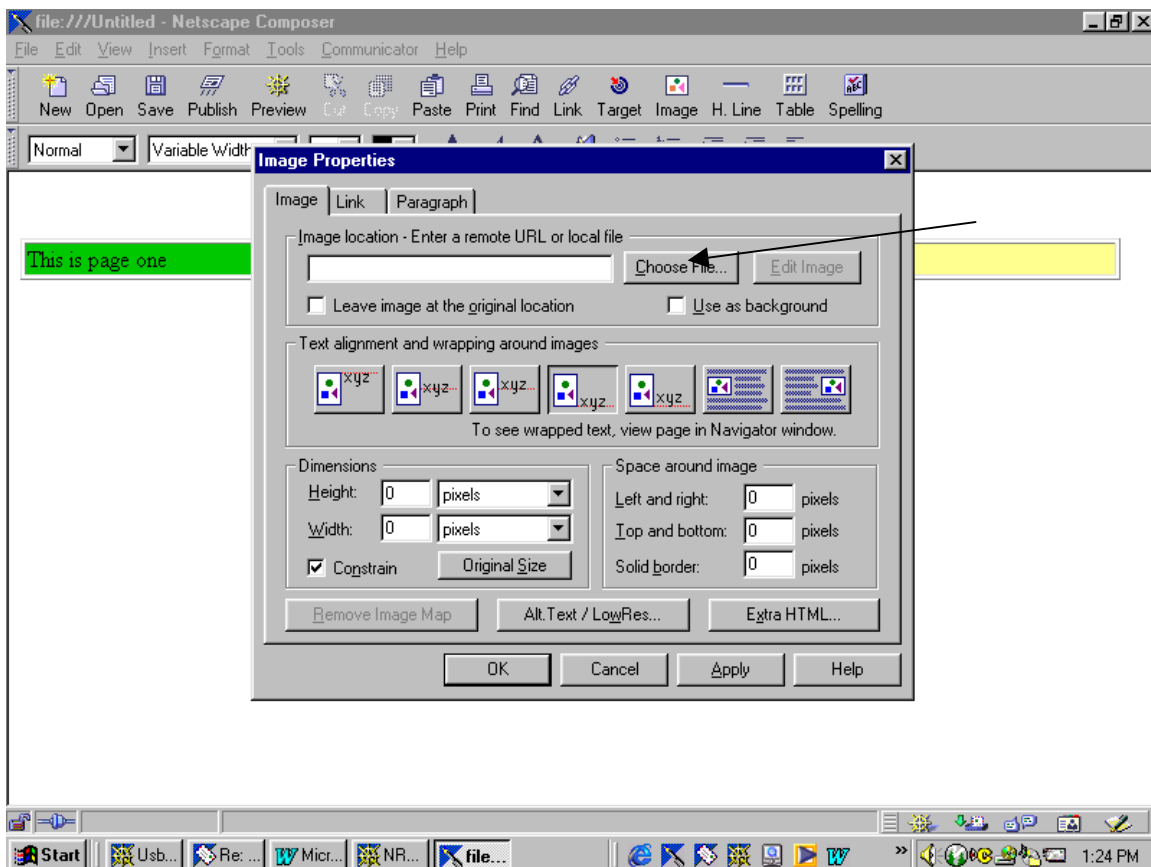 file:///Untitled - Netscape Composer
File Edit View Insert Format Tools Communicator Help
New Open Save Publish Preview Cut Copy Paste Print Find Link Target Image H. Line Table Spelling
Normal Variable Width
Image Properties
Image Link Paragraph
Image location - Enter a remote URL or local file
This is page one
Choose File... Edit Image
Leave image at the original location Use as background
Text alignment and wrapping around images
xyz xyz... xyz... xyz... xyz...
To see wrapped text, view page in Navigator window.
Dimensions Space around image
Height: 0 pixels Left and right: 0 pixels
Width: 0 pixels Top and bottom: 0 pixels
Constrain Original Size Solid border: 0 pixels
Remove Image Map Alt.Text / LowRes... Extra HTML...
OK Cancel Apply Help
Start Usb... Re: ... Micr... NR... file... » 1:24 PM